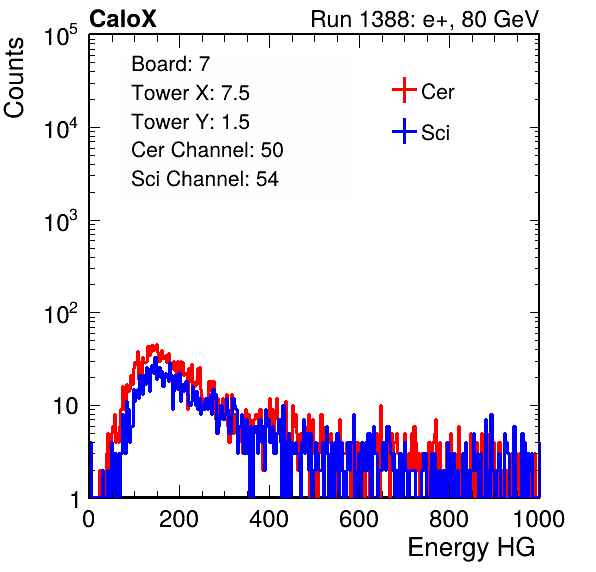 CaloX Run 1388: e+, 80 GeV
Counts
Board: 7
Tower X: 7.5
Tower Y: 1.5
Cer Channel: 50
Sci Channel: 54
Cer
Sci
10^5
10^4
10^3
10^2
10
1
0 200 400 600 800 1000
Energy HG